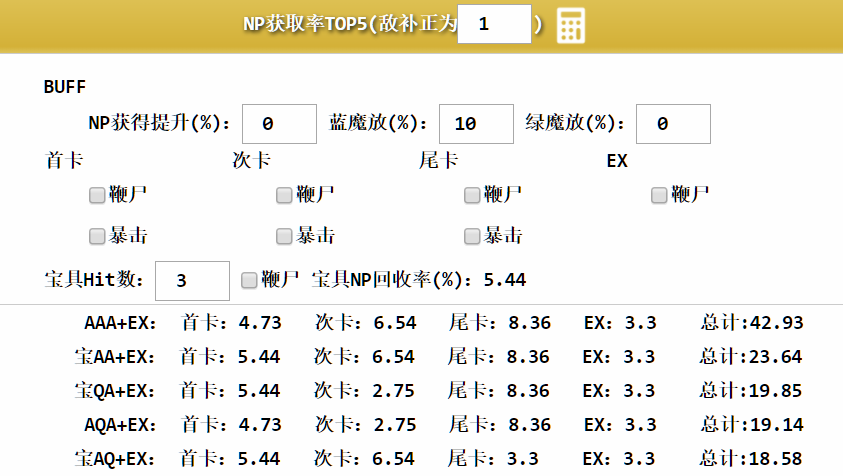 NP获取率TOP5(敌补正为 1 )
BUFF
NP获得提升(%): 0 蓝魔放(%): 10 绿魔放(%): 0
首卡 次卡 尾卡 EX
鞭尸 鞭尸 鞭尸 鞭尸
暴击 暴击 暴击
宝具Hit数: 3 鞭尸 宝具NP回收率(%):5.44
AAA+EX: 首卡:4.73 次卡:6.54 尾卡:8.36 EX:3.3 总计:42.93
宝AA+EX: 首卡:5.44 次卡:6.54 尾卡:8.36 EX:3.3 总计:23.64
宝QA+EX: 首卡:5.44 次卡:2.75 尾卡:8.36 EX:3.3 总计:19.85
AQA+EX: 首卡:4.73 次卡:2.75 尾卡:8.36 EX:3.3 总计:19.14
宝AQ+EX: 首卡:5.44 次卡:6.54 尾卡:3.3 EX:3.3 总计:18.58